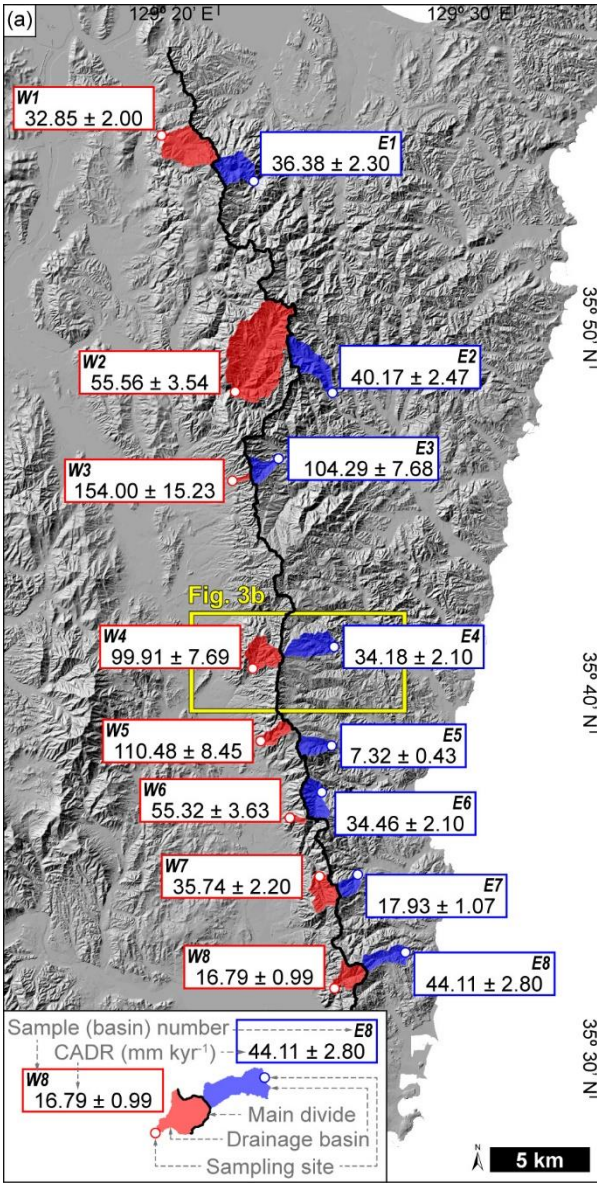 (a)
129° 20' E
129° 30' E
W1
32.85 ± 2.00
E1
36.38 ± 2.30
35° 50' N
W2
55.56 ± 3.54
E2
40.17 ± 2.47
E3
104.29 ± 7.68
W3
154.00 ± 15.23
Fig. 3b
W4
99.91 ± 7.69
E4
34.18 ± 2.10
35° 40' N
W5
110.48 ± 8.45
E5
7.32 ± 0.43
W6
55.32 ± 3.63
E6
34.46 ± 2.10
W7
35.74 ± 2.20
E7
17.93 ± 1.07
W8
16.79 ± 0.99
E8
44.11 ± 2.80
35° 30' N
Sample (basin) number
E8
CADR (mm kyr⁻¹)
44.11 ± 2.80
W8
16.79 ± 0.99
Main divide
Drainage basin
Sampling site
N
5 km